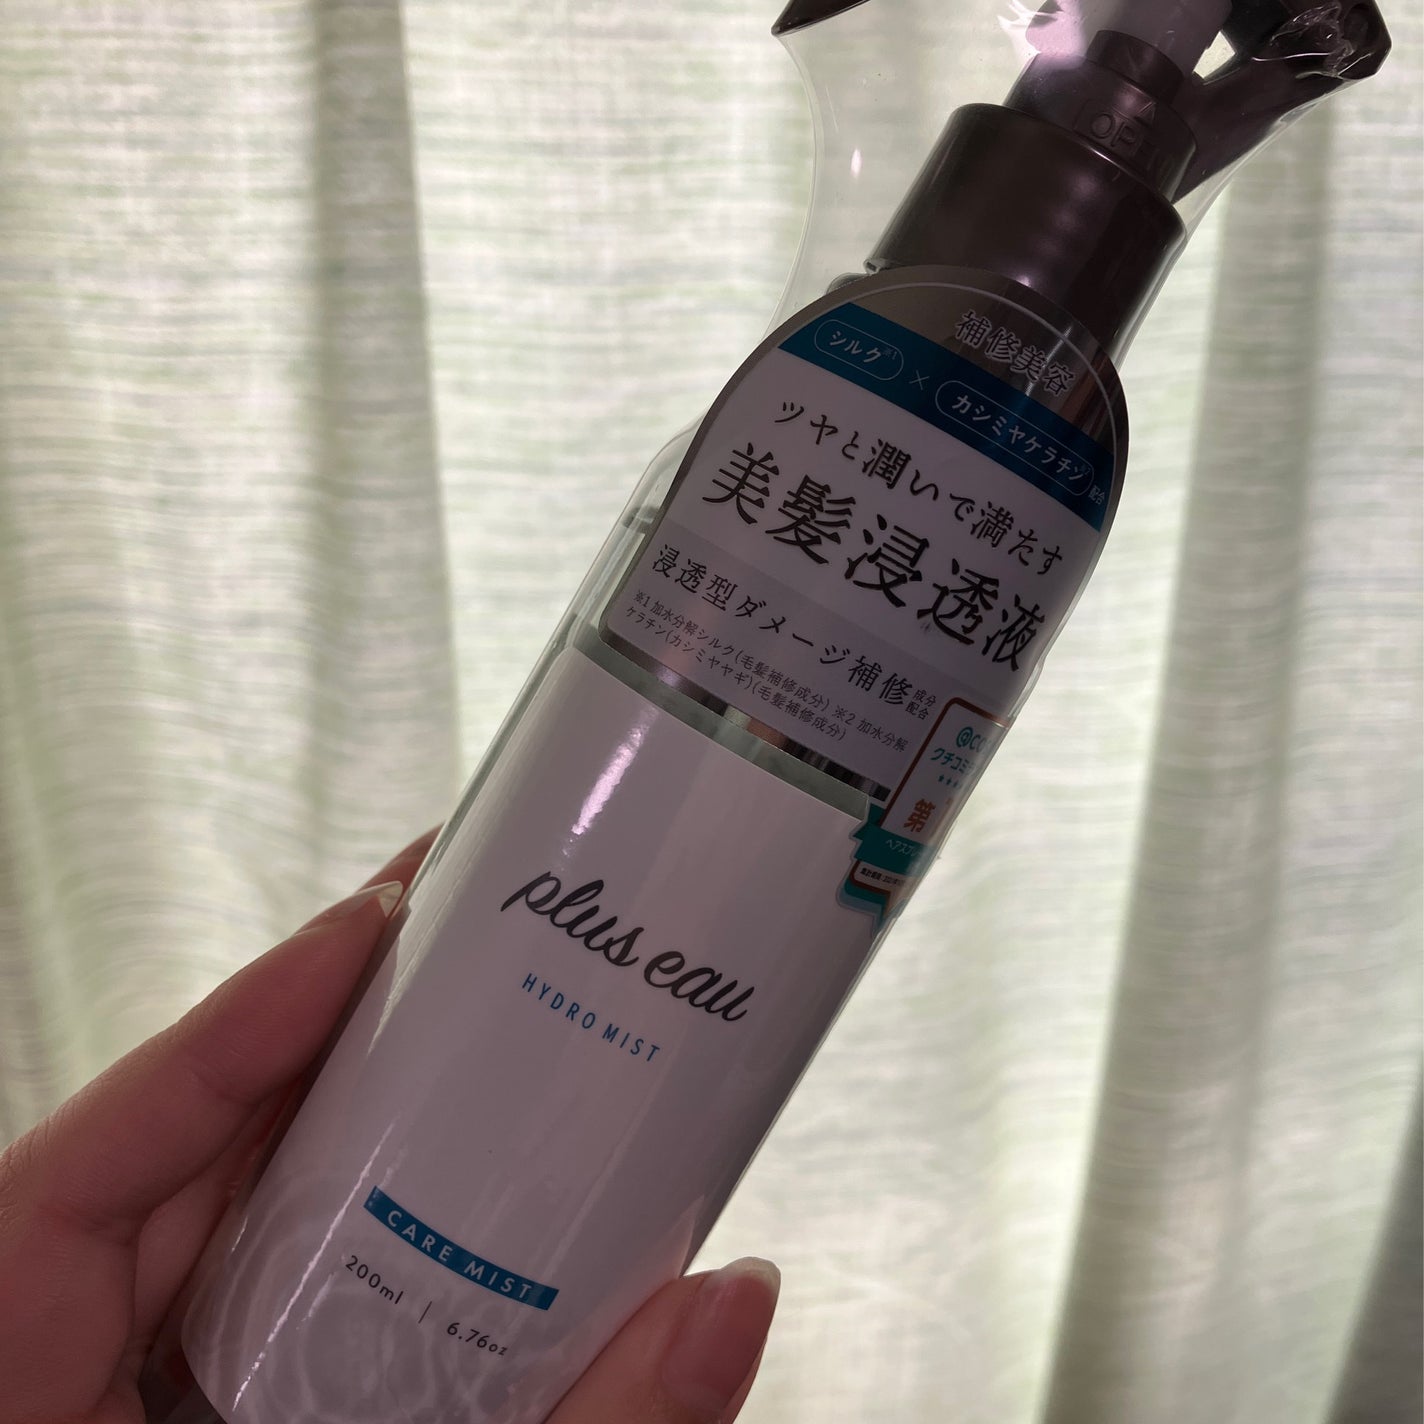 補修美容
シルク※1 × カシミヤケラチン※2 配合
ツヤと潤いで満たす
美髪浸透液
浸透型ダメージ補修成分配合
※1 加水分解シルク(毛髪補修成分) ※2 加水分解
ケラチン(カシミヤヤギ)(毛髪補修成分)
クチコミ
第
plus eau
HYDRO MIST
CARE MIST
200ml | 6.76oz